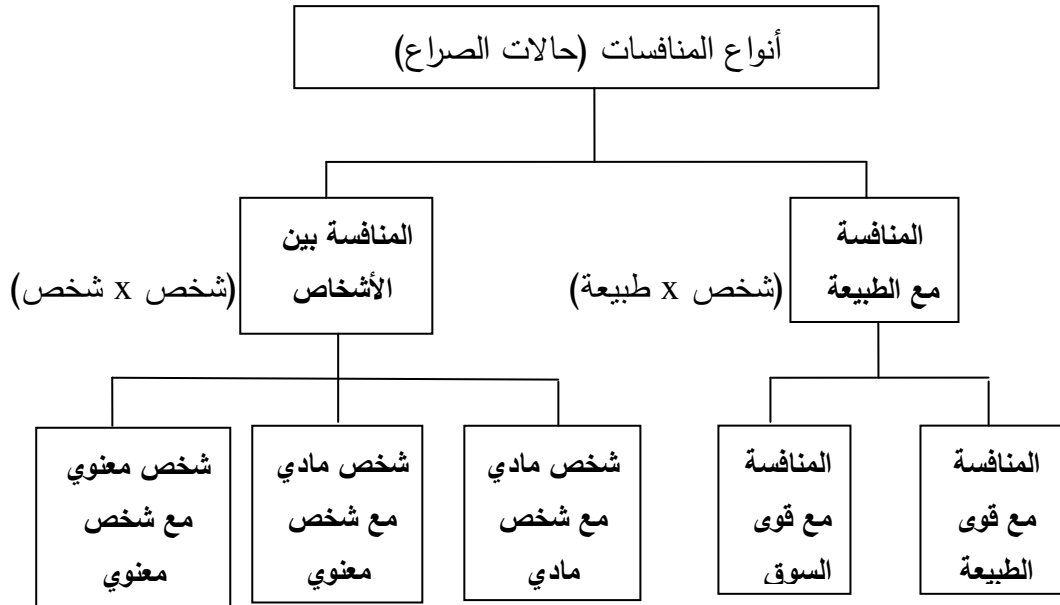 أنواع المنافسات (حالات الصراع)
المنافسة
مع الطبيعة
(شخص x طبيعة)
المنافسة بين
الأشخاص
(شخص x شخص)
المنافسة
مع قوى
الطبيعة
المنافسة
مع قوى
السوق
شخص مادي
مع شخص
مادي
شخص مادي
مع شخص
معنوي
شخص معنوي
مع شخص
معنوي